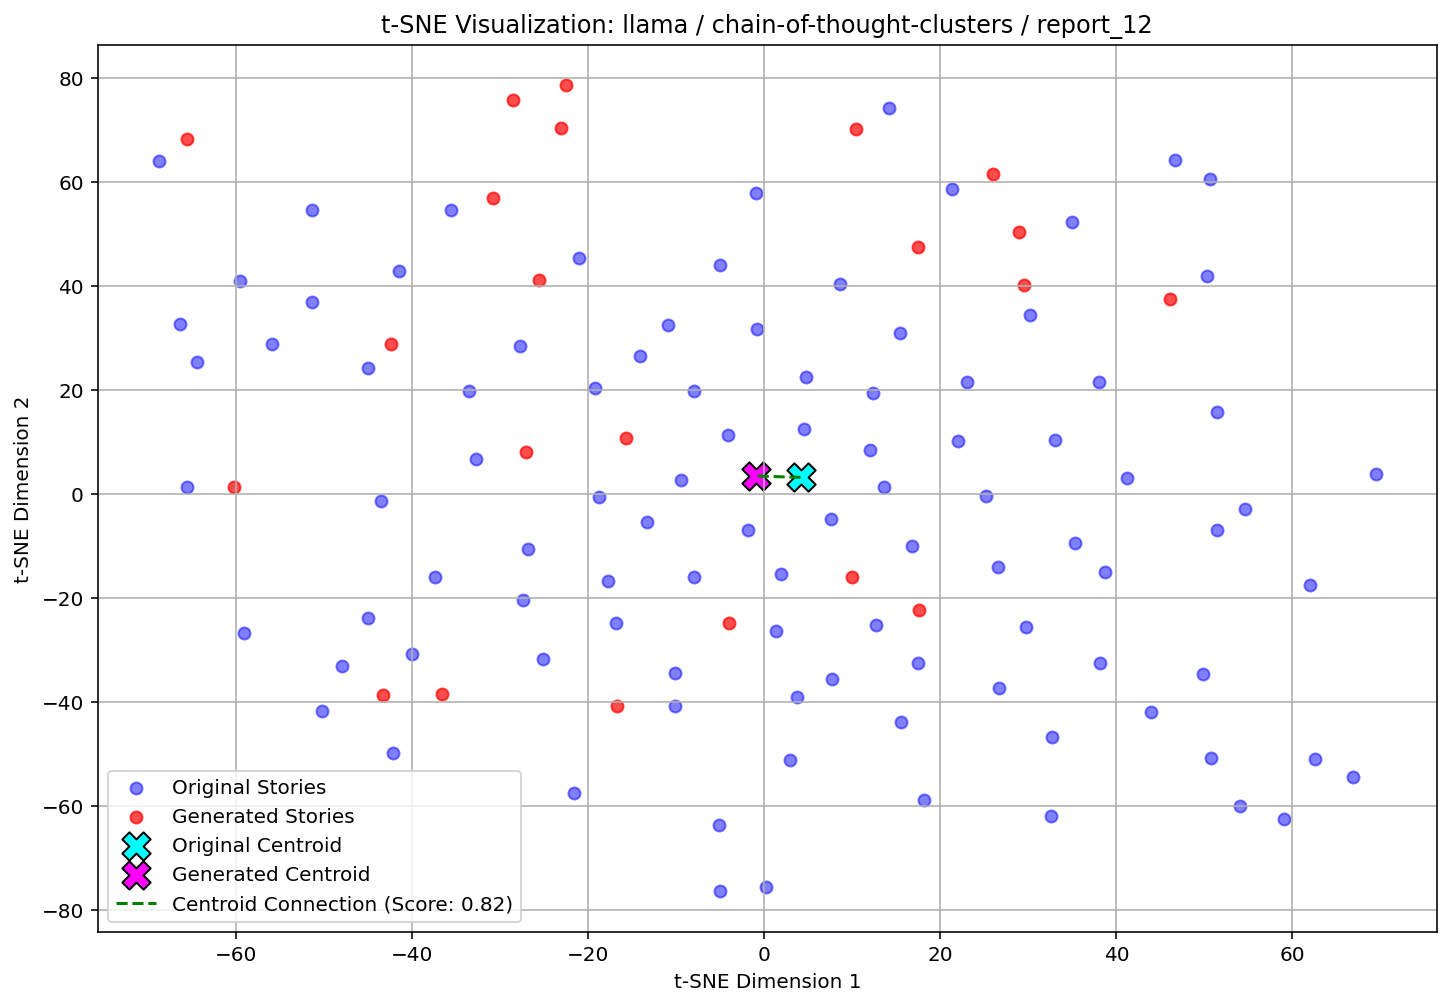 t-SNE Visualization: llama / chain-of-thought-clusters / report_12
80
60
40
20
0
−20
−40
−60
−80
t-SNE Dimension 2
Original Stories
Generated Stories
Original Centroid
Generated Centroid
Centroid Connection (Score: 0.82)
−60 −40 −20 0 20 40 60
t-SNE Dimension 1